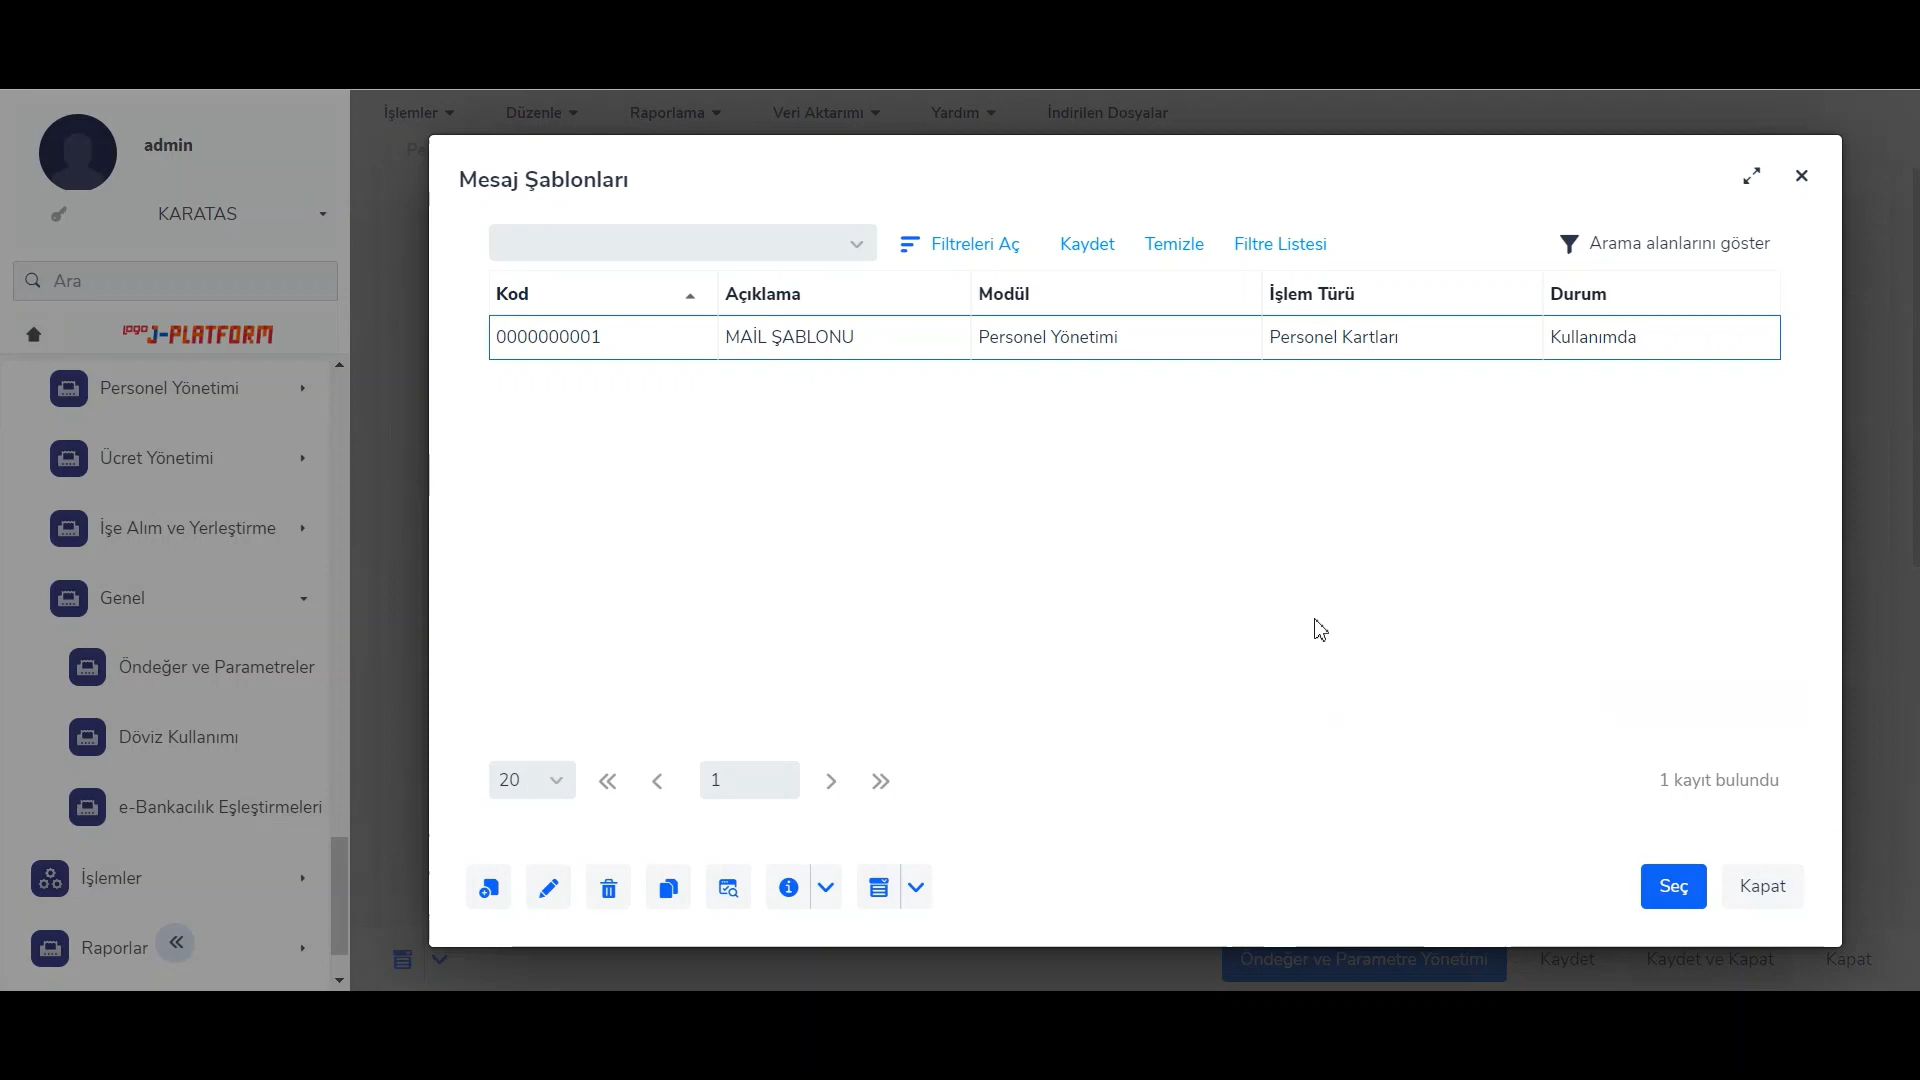 admin
KARATAS
Ara
logo J-PLATFORM
Personel Yönetimi
Ücret Yönetimi
İşe Alım ve Yerleştirme
Genel
Öndeğer ve Parametreler
Döviz Kullanımı
e-Bankacılık Eşleştirmeleri
İşlemler
Raporlar
İşlemler Düzenle Raporlama Veri Aktarımı Yardım İndirilen Dosyalar
Pe
Mesaj Şablonları
Filtreleri Aç Kaydet Temizle Filtre Listesi Arama alanlarını göster
Kod Açıklama Modül İşlem Türü Durum
0000000001 MAİL ŞABLONU Personel Yönetimi Personel Kartları Kullanımda
20 1 1 kayıt bulundu
Seç Kapat
Öndeğer ve Parametre Yönetimi Kaydet Kaydet ve Kapat Kapat